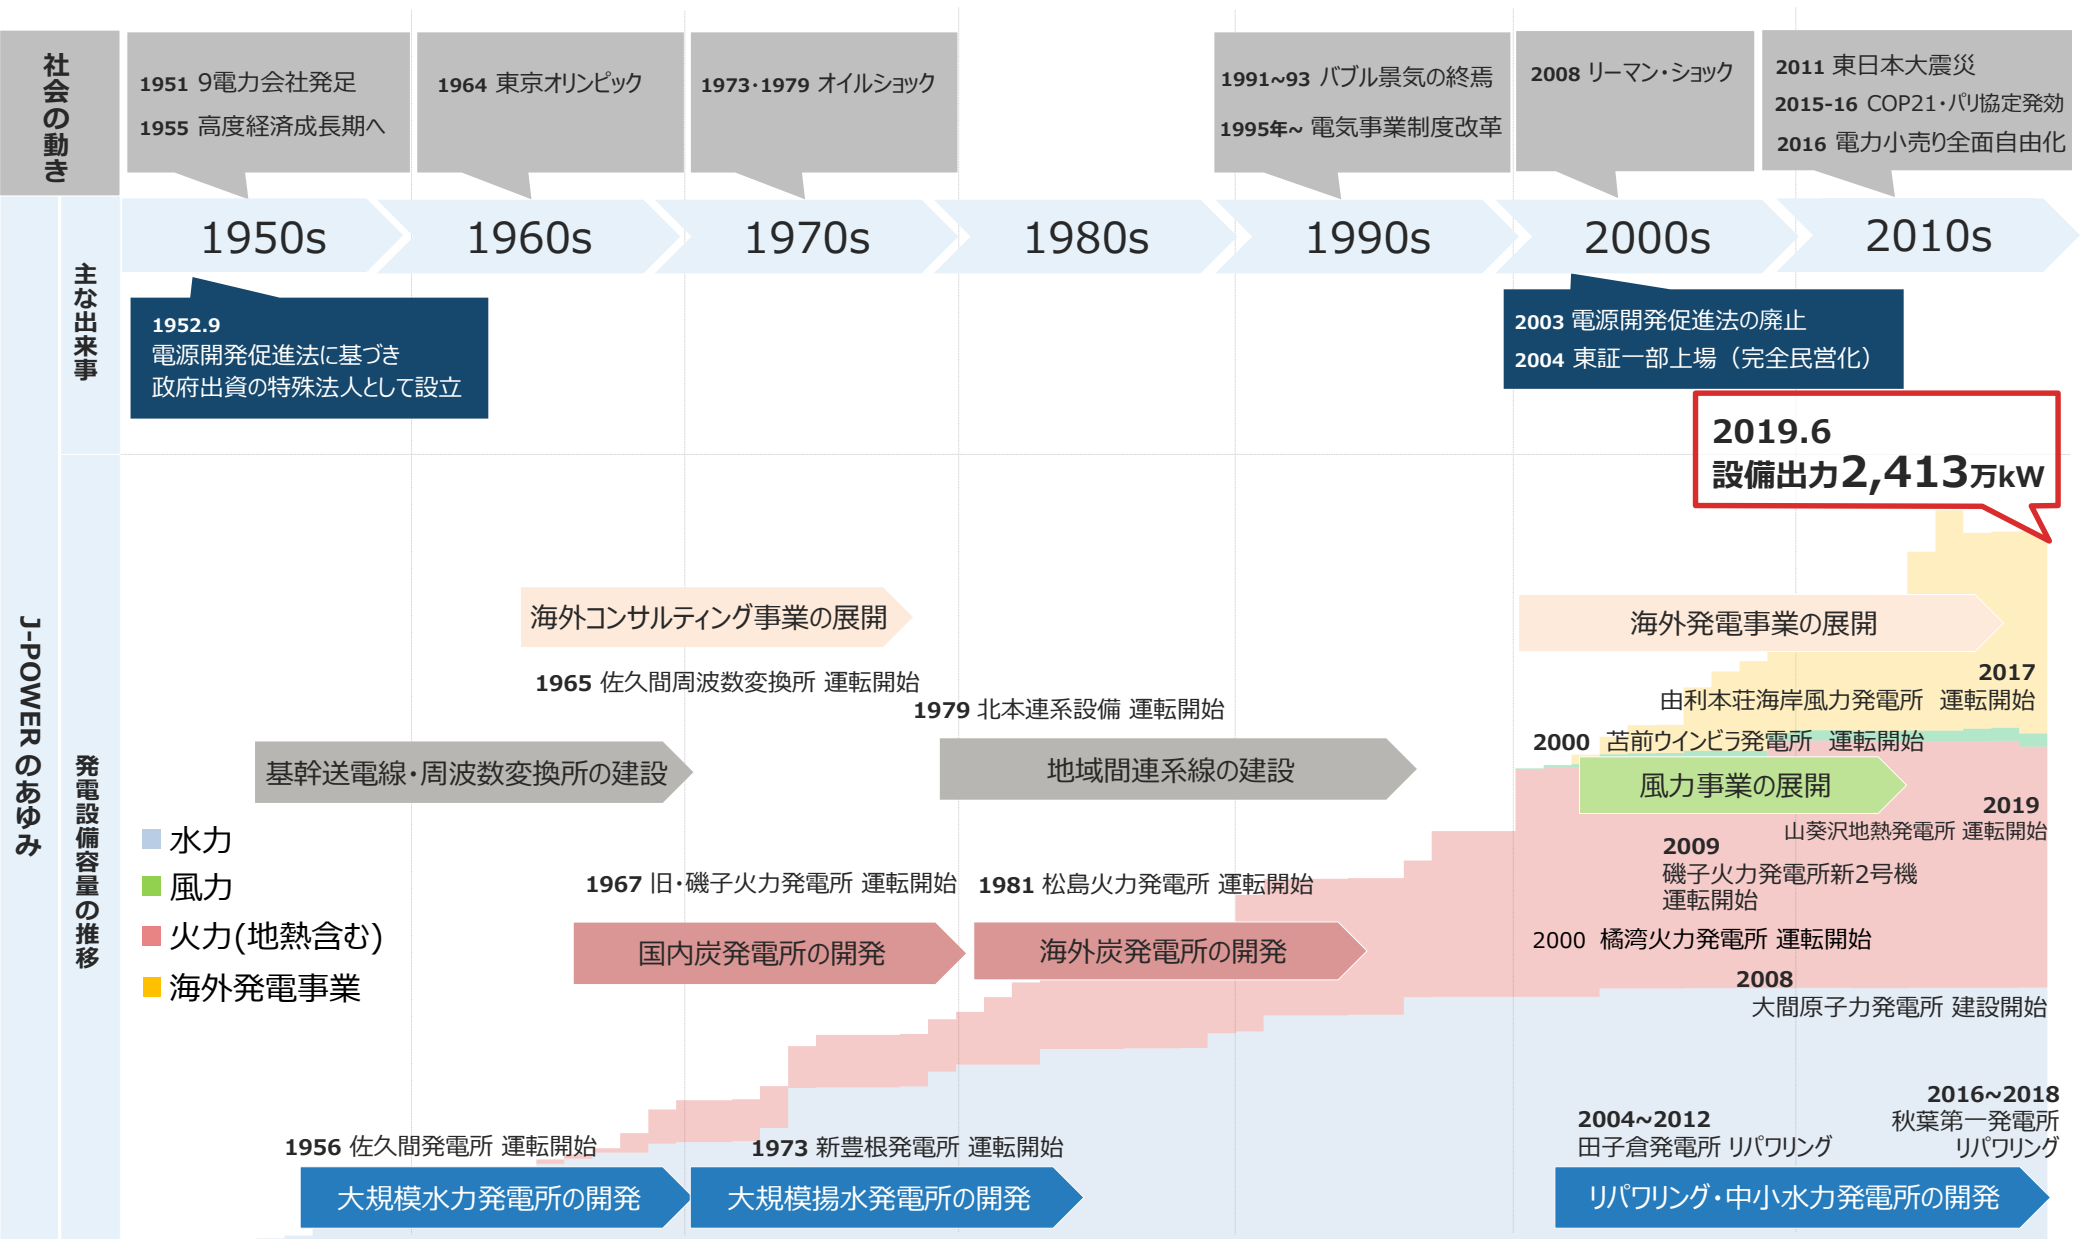 社会の動き
1951 9電力会社発足
1955 高度経済成長期へ
1964 東京オリンピック
1973・1979 オイルショック
1991~93 バブル景気の終焉
1995年~ 電気事業制度改革
2008 リーマン・ショック
2011 東日本大震災
2015-16 COP21・パリ協定発効
2016 電力小売り全面自由化
J-POWERのあゆみ
主な出来事
1950s
1960s
1970s
1980s
1990s
2000s
2010s
1952.9
電源開発促進法に基づき
政府出資の特殊法人として設立
2003 電源開発促進法の廃止
2004 東証一部上場（完全民営化）
2019.6
設備出力2,413万kW
発電設備容量の推移
海外コンサルティング事業の展開
海外発電事業の展開
1965 佐久間周波数変換所 運転開始
1979 北本連系設備 運転開始
2017
由利本荘海岸風力発電所 運転開始
2000 苫前ウインビラ発電所 運転開始
基幹送電線・周波数変換所の建設
地域間連系線の建設
風力事業の展開
2019
山葵沢地熱発電所 運転開始
水力
風力
火力(地熱含む)
海外発電事業
1967 旧・磯子火力発電所 運転開始
1981 松島火力発電所 運転開始
2009
磯子火力発電所新2号機
運転開始
国内炭発電所の開発
海外炭発電所の開発
2000 橘湾火力発電所 運転開始
2008
大間原子力発電所 建設開始
1956 佐久間発電所 運転開始
1973 新豊根発電所 運転開始
2004~2012
田子倉発電所 リパワリング
2016~2018
秋葉第一発電所
リパワリング
大規模水力発電所の開発
大規模揚水発電所の開発
リパワリング・中小水力発電所の開発